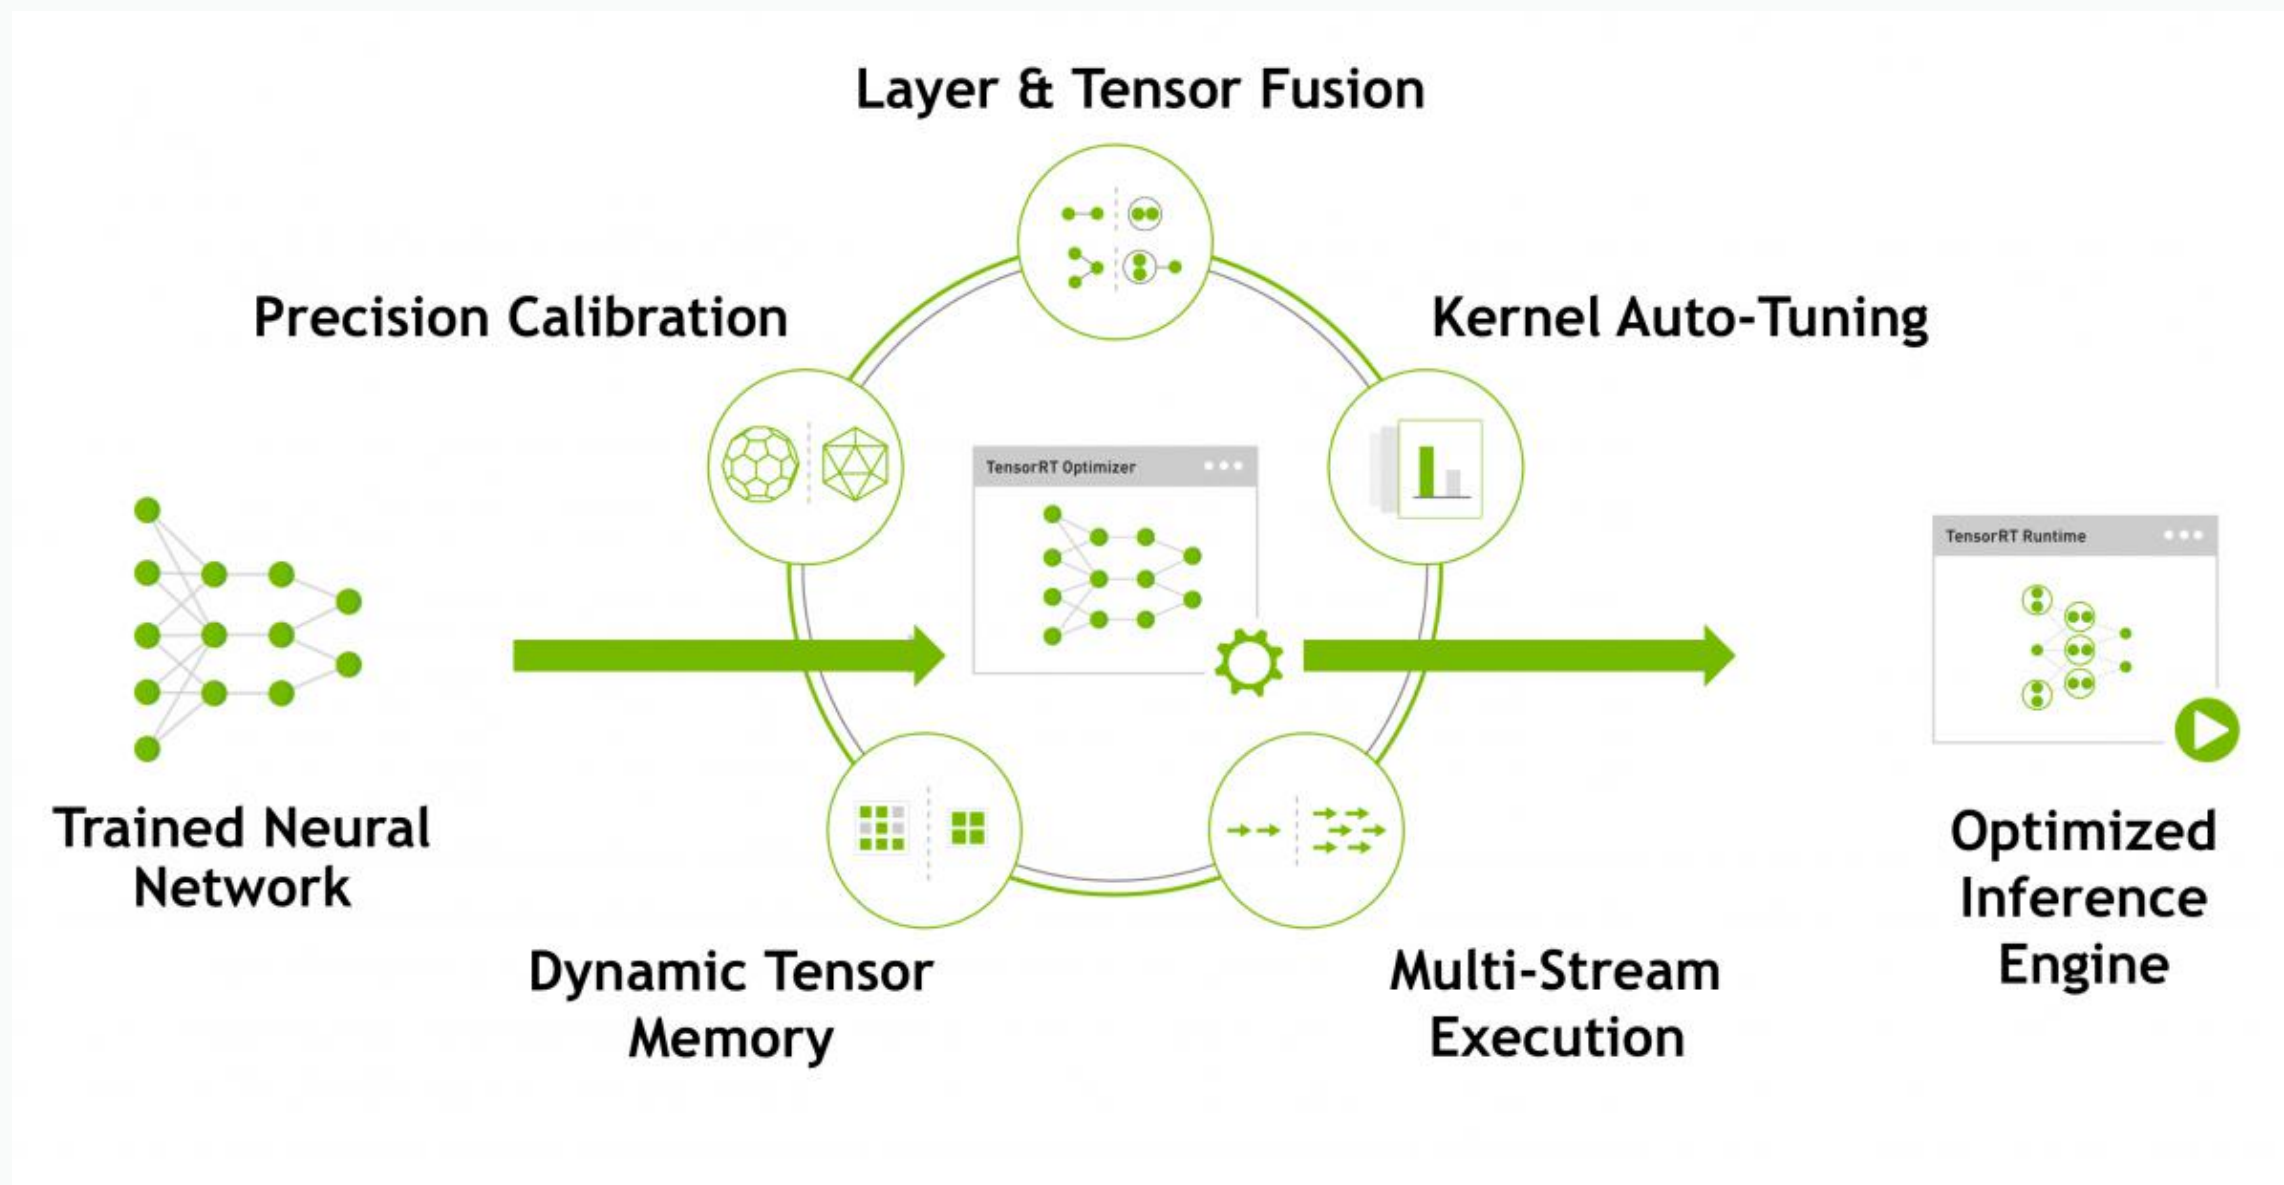 Layer & Tensor Fusion
Precision Calibration
Kernel Auto-Tuning
TensorRT Optimizer
TensorRT Runtime
Trained Neural
Network
Optimized
Inference
Engine
Dynamic Tensor
Memory
Multi-Stream
Execution